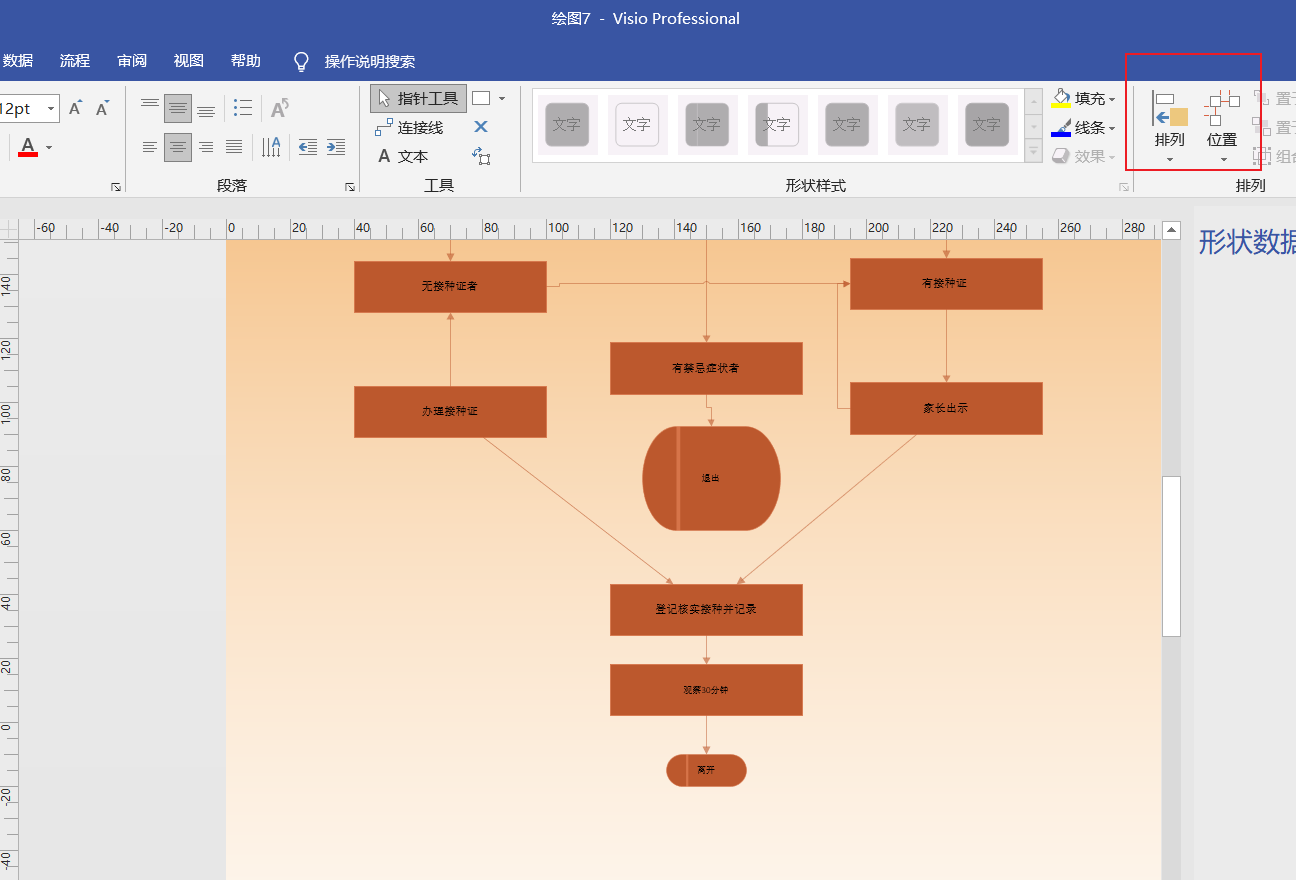 绘图7 - Visio Professional
数据 流程 审阅 视图 帮助 操作说明搜索
12pt A A A 指针工具 文字 文字 文字 文字 文字 文字 文字 填充 排列 位置 置于
A 连接线 线条 置于
A 文本 效果 组合
段落 工具 形状样式 排列
-60 -40 -20 0 20 40 60 80 100 120 140 160 180 200 220 240 260 280
形状数据
140
120
100
80
60
40
20
0
-20
-40
无接种证者
有接种证
有禁忌症状者
办理接种证
家长出示
退出
登记核实接种并记录
观察30分钟
离开